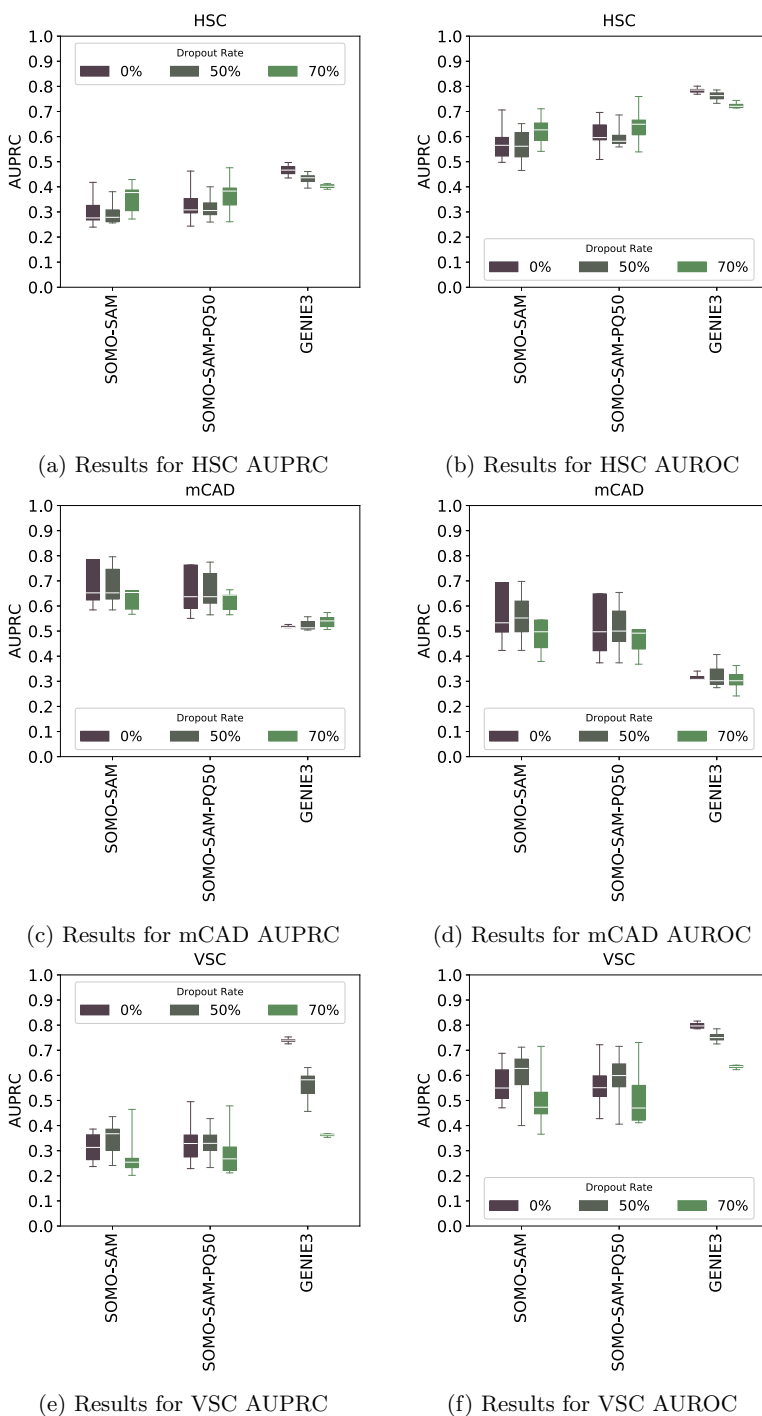 HSC
1.0
0.9
0.8
0.7
0.6
0.5
0.4
0.3
0.2
0.1
0.0
AUPRC
Dropout Rate
0% 50% 70%
SOMO-SAM
SOMO-SAM-PQ50
GENIE3
(a) Results for HSC AUPRC
HSC
1.0
0.9
0.8
0.7
0.6
0.5
0.4
0.3
0.2
0.1
0.0
AUPRC
Dropout Rate
0% 50% 70%
SOMO-SAM
SOMO-SAM-PQ50
GENIE3
(b) Results for HSC AUROC
mCAD
1.0
0.9
0.8
0.7
0.6
0.5
0.4
0.3
0.2
0.1
0.0
AUPRC
Dropout Rate
0% 50% 70%
SOMO-SAM
SOMO-SAM-PQ50
GENIE3
(c) Results for mCAD AUPRC
mCAD
1.0
0.9
0.8
0.7
0.6
0.5
0.4
0.3
0.2
0.1
0.0
AUPRC
Dropout Rate
0% 50% 70%
SOMO-SAM
SOMO-SAM-PQ50
GENIE3
(d) Results for mCAD AUROC
VSC
1.0
0.9
0.8
0.7
0.6
0.5
0.4
0.3
0.2
0.1
0.0
AUPRC
Dropout Rate
0% 50% 70%
SOMO-SAM
SOMO-SAM-PQ50
GENIE3
(e) Results for VSC AUPRC
VSC
1.0
0.9
0.8
0.7
0.6
0.5
0.4
0.3
0.2
0.1
0.0
AUPRC
Dropout Rate
0% 50% 70%
SOMO-SAM
SOMO-SAM-PQ50
GENIE3
(f) Results for VSC AUROC